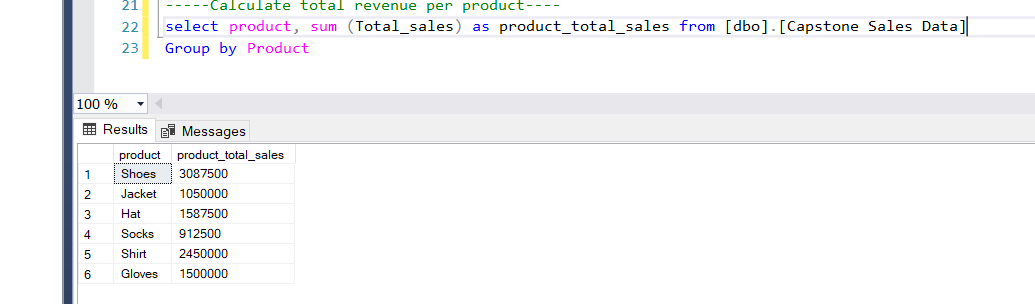 21 -----Calculate total revenue per product----
22 select product, sum (Total_sales) as product_total_sales from [dbo].[Capstone Sales Data]
23 Group by Product
100 %
Results Messages
product product_total_sales
1 Shoes 3087500
2 Jacket 1050000
3 Hat 1587500
4 Socks 912500
5 Shirt 2450000
6 Gloves 1500000